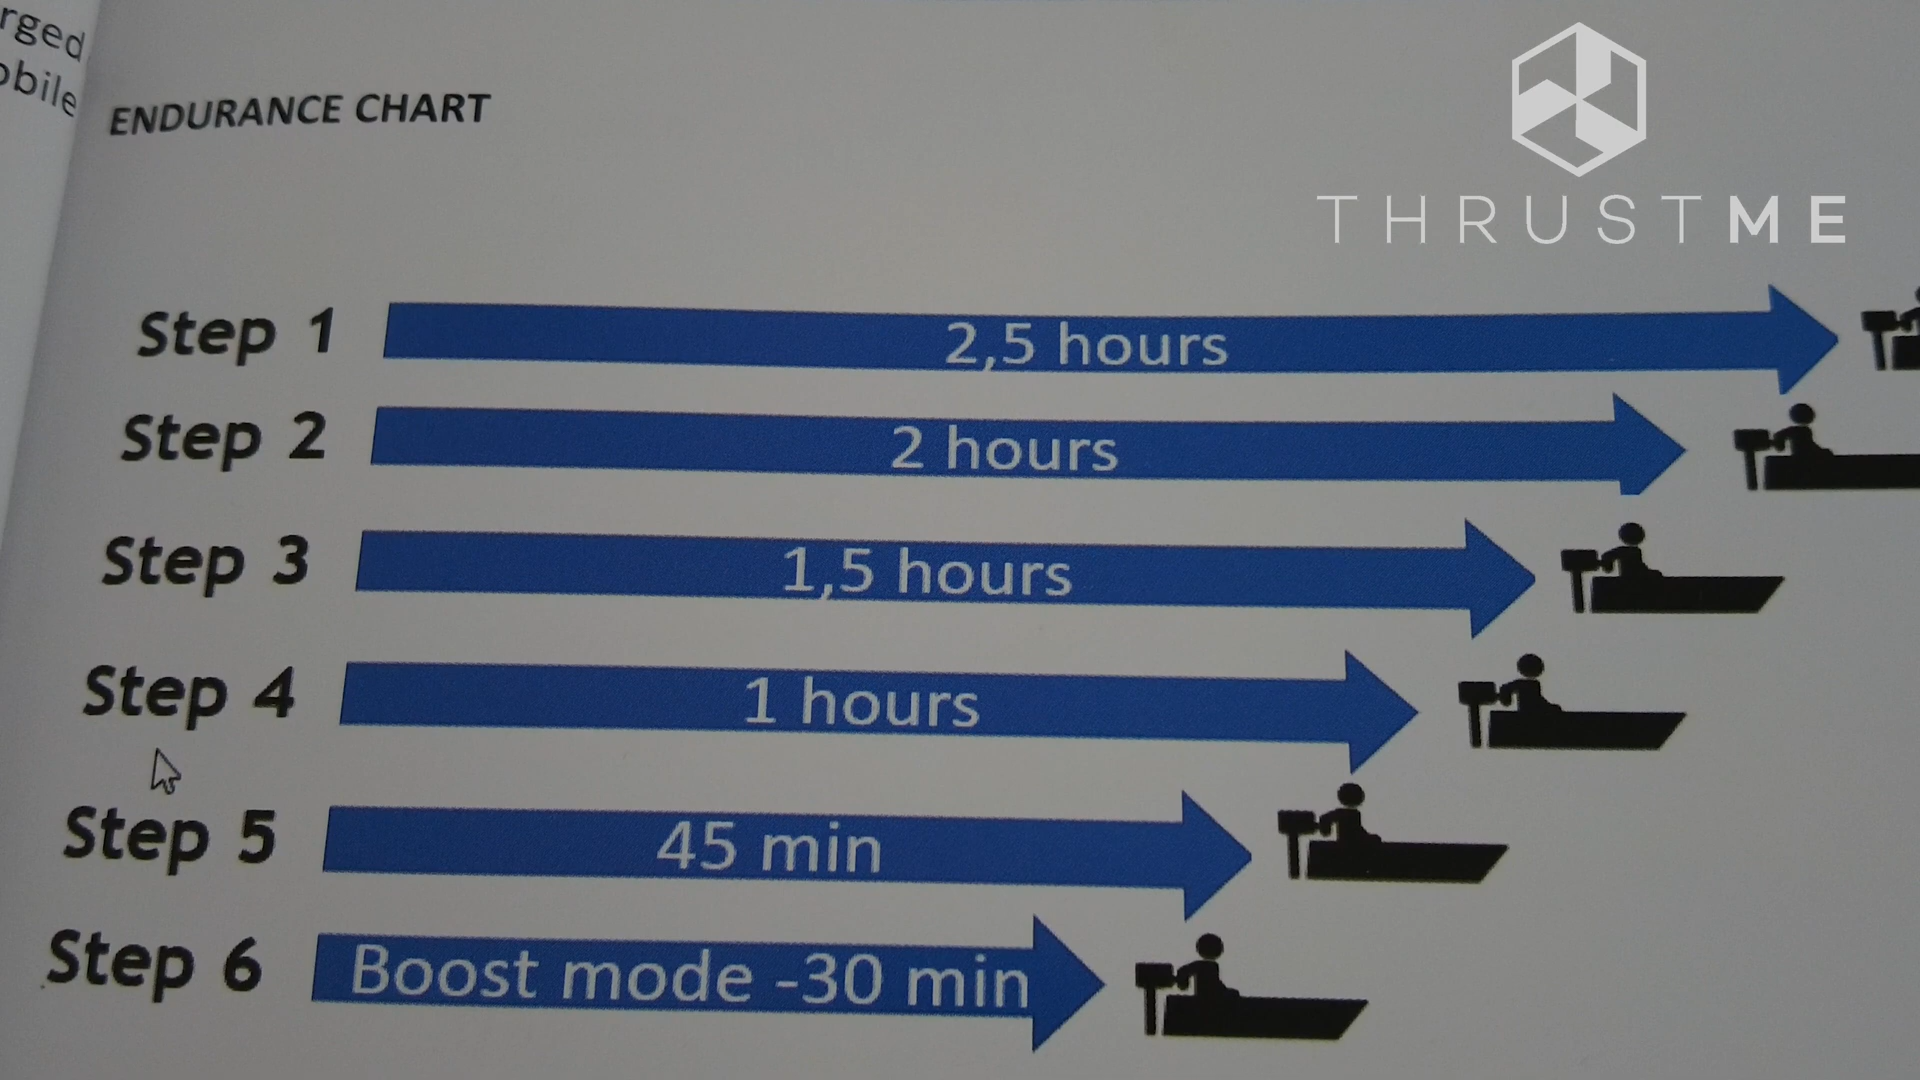 rged
obile
ENDURANCE CHART
THRUSTME
Step 1 2,5 hours
Step 2 2 hours
Step 3 1,5 hours
Step 4 1 hours
Step 5 45 min
Step 6 Boost mode -30 min